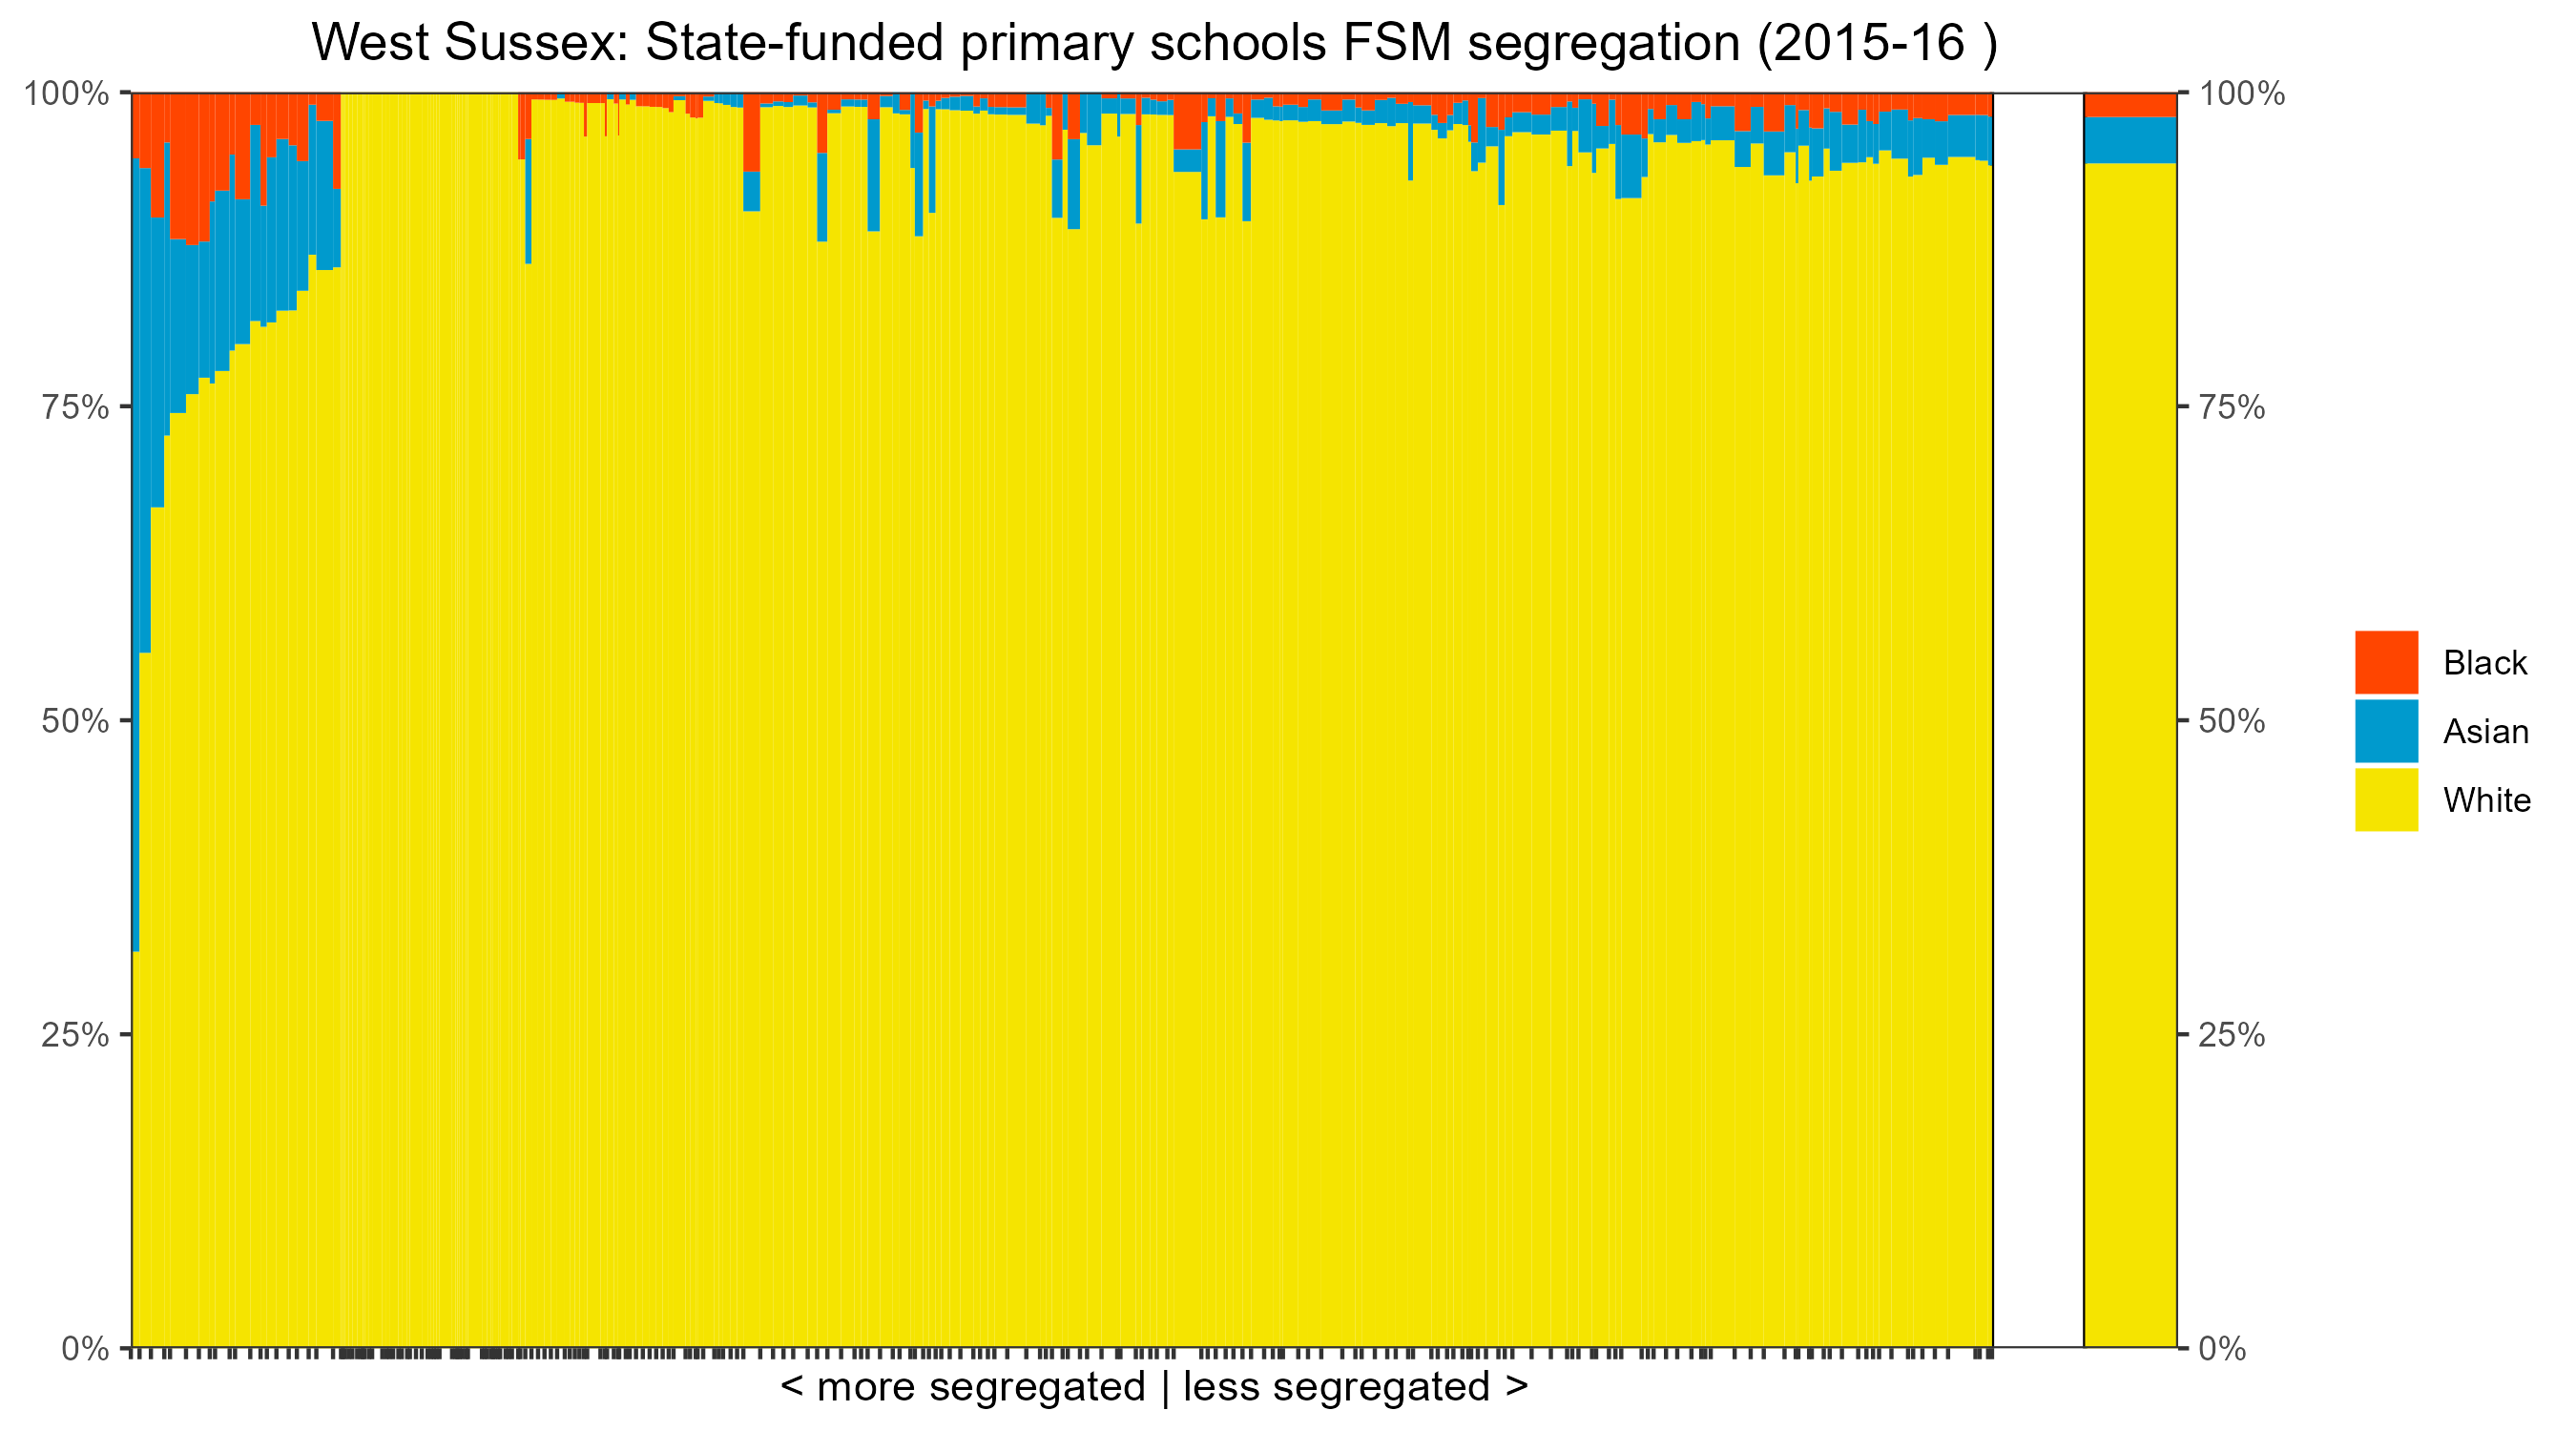 West Sussex: State-funded primary schools FSM segregation (2015-16 )
100%
75%
50%
25%
0%
100%
75%
50%
25%
0%
Black
Asian
White
< more segregated | less segregated >